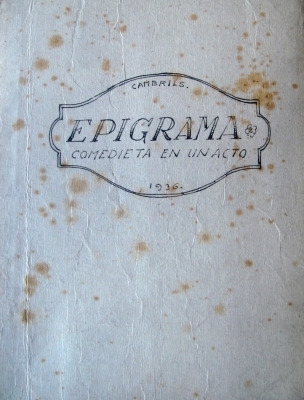 CAMBRILS.
EPIGRAMA
COMEDIETA EN UN ACTO
1936.